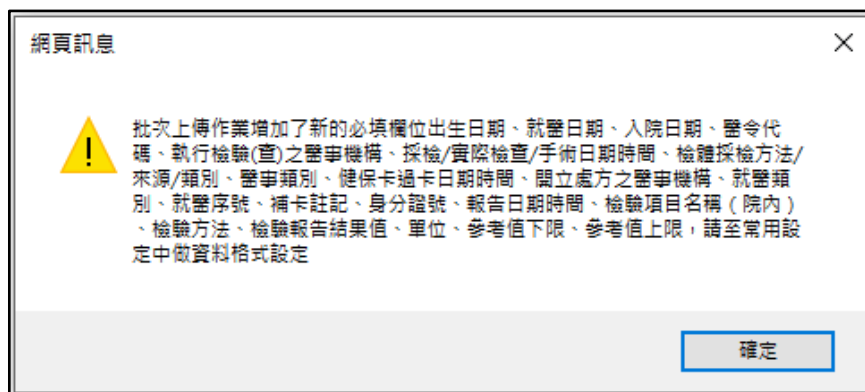 網頁訊息
批次上傳作業增加了新的必填欄位出生日期、就醫日期、入院日期、醫令代
碼、執行檢驗(查)之醫事機構、採檢/實際檢查/手術日期時間、檢體採檢方法/
來源/類別、醫事類別、健保卡過卡日期時間、開立處方之醫事機構、就醫類
別、就醫序號、補卡註記、身分證號、報告日期時間、檢驗項目名稱(院內)
、檢驗方法、檢驗報告結果值、單位、參考值下限、參考值上限,請至常用設
定中做資料格式設定
確定